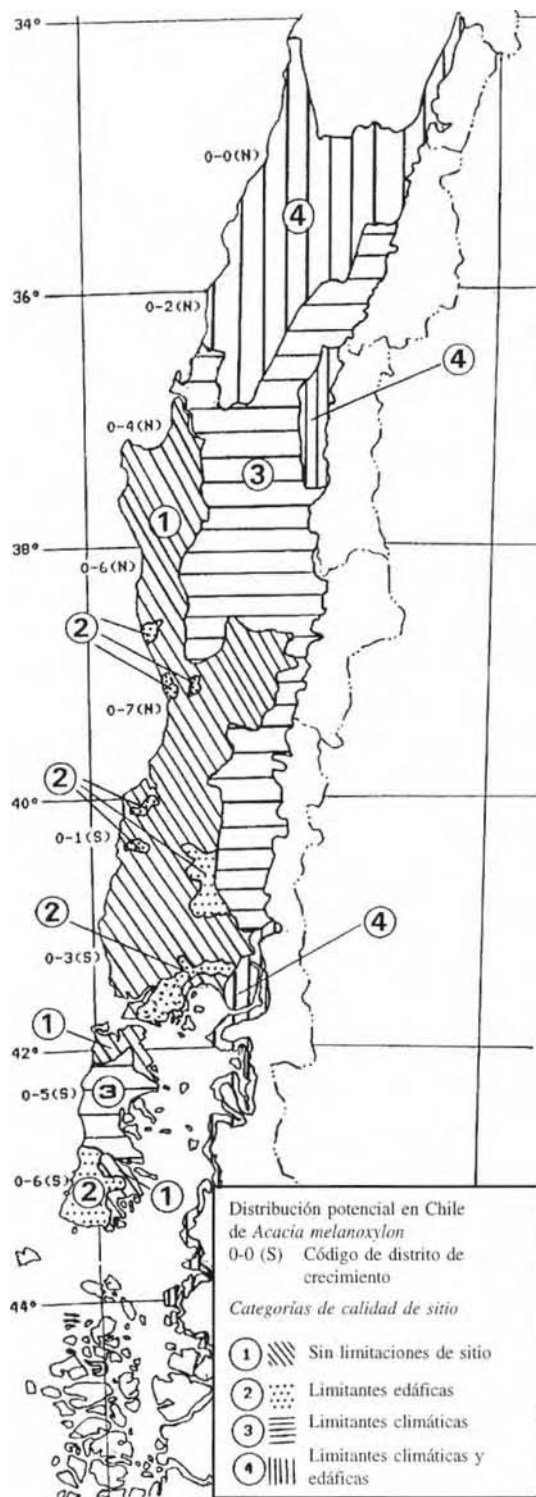 34°
0-0(N)
4
36°
0-2(N)
4
0-4(N)
3
1
38°
0-6(N)
2
0-7(N)
2
40°
0-1(S)
2
4
0-3(S)
1
42°
3
0-5(S)
0-6(S)
2
1
44°
Distribución potencial en Chile
de Acacia melanoxylon
0-0 (S) Código de distrito de
crecimiento
Categorías de calidad de sitio
1 Sin limitaciones de sitio
2 Limitantes edáficas
3 Limitantes climáticas
4 Limitantes climáticas y
edáficas